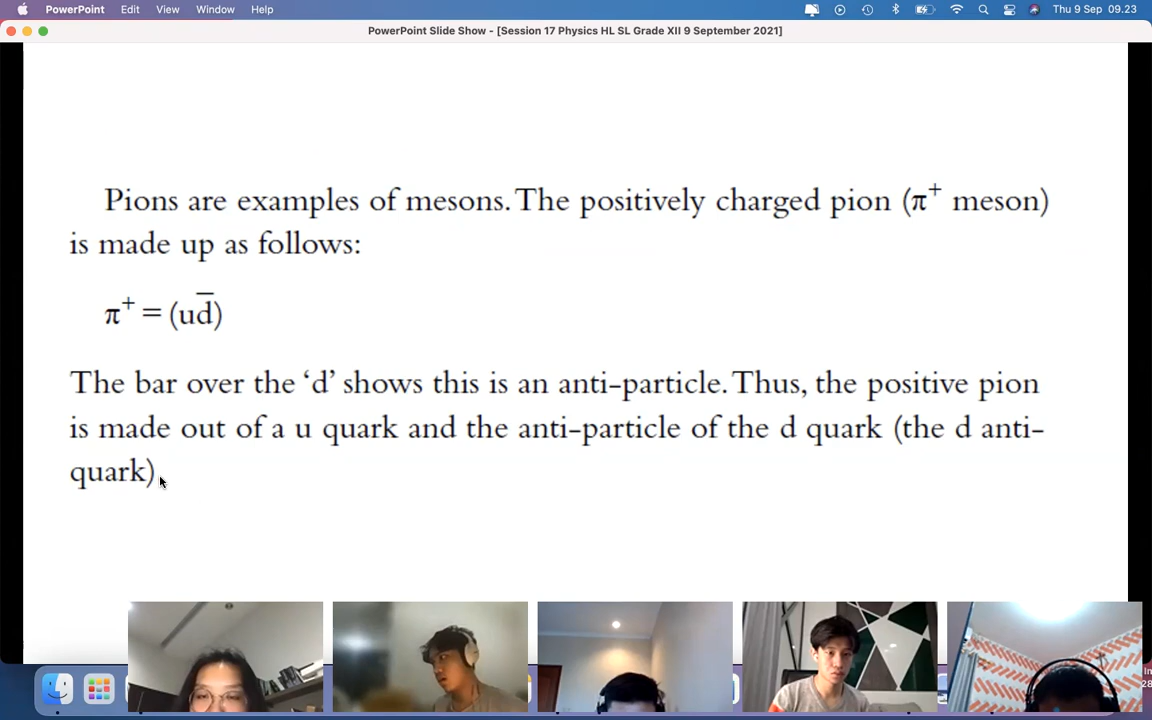 PowerPoint Edit View Window Help Thu 9 Sep 09.23
PowerPoint Slide Show - [Session 17 Physics HL SL Grade XII 9 September 2021]
Pions are examples of mesons. The positively charged pion (π⁺ meson)
is made up as follows:
π⁺ = (ud̅)
The bar over the ‘d’ shows this is an anti-particle. Thus, the positive pion
is made out of a u quark and the anti-particle of the d quark (the d anti-
quark).